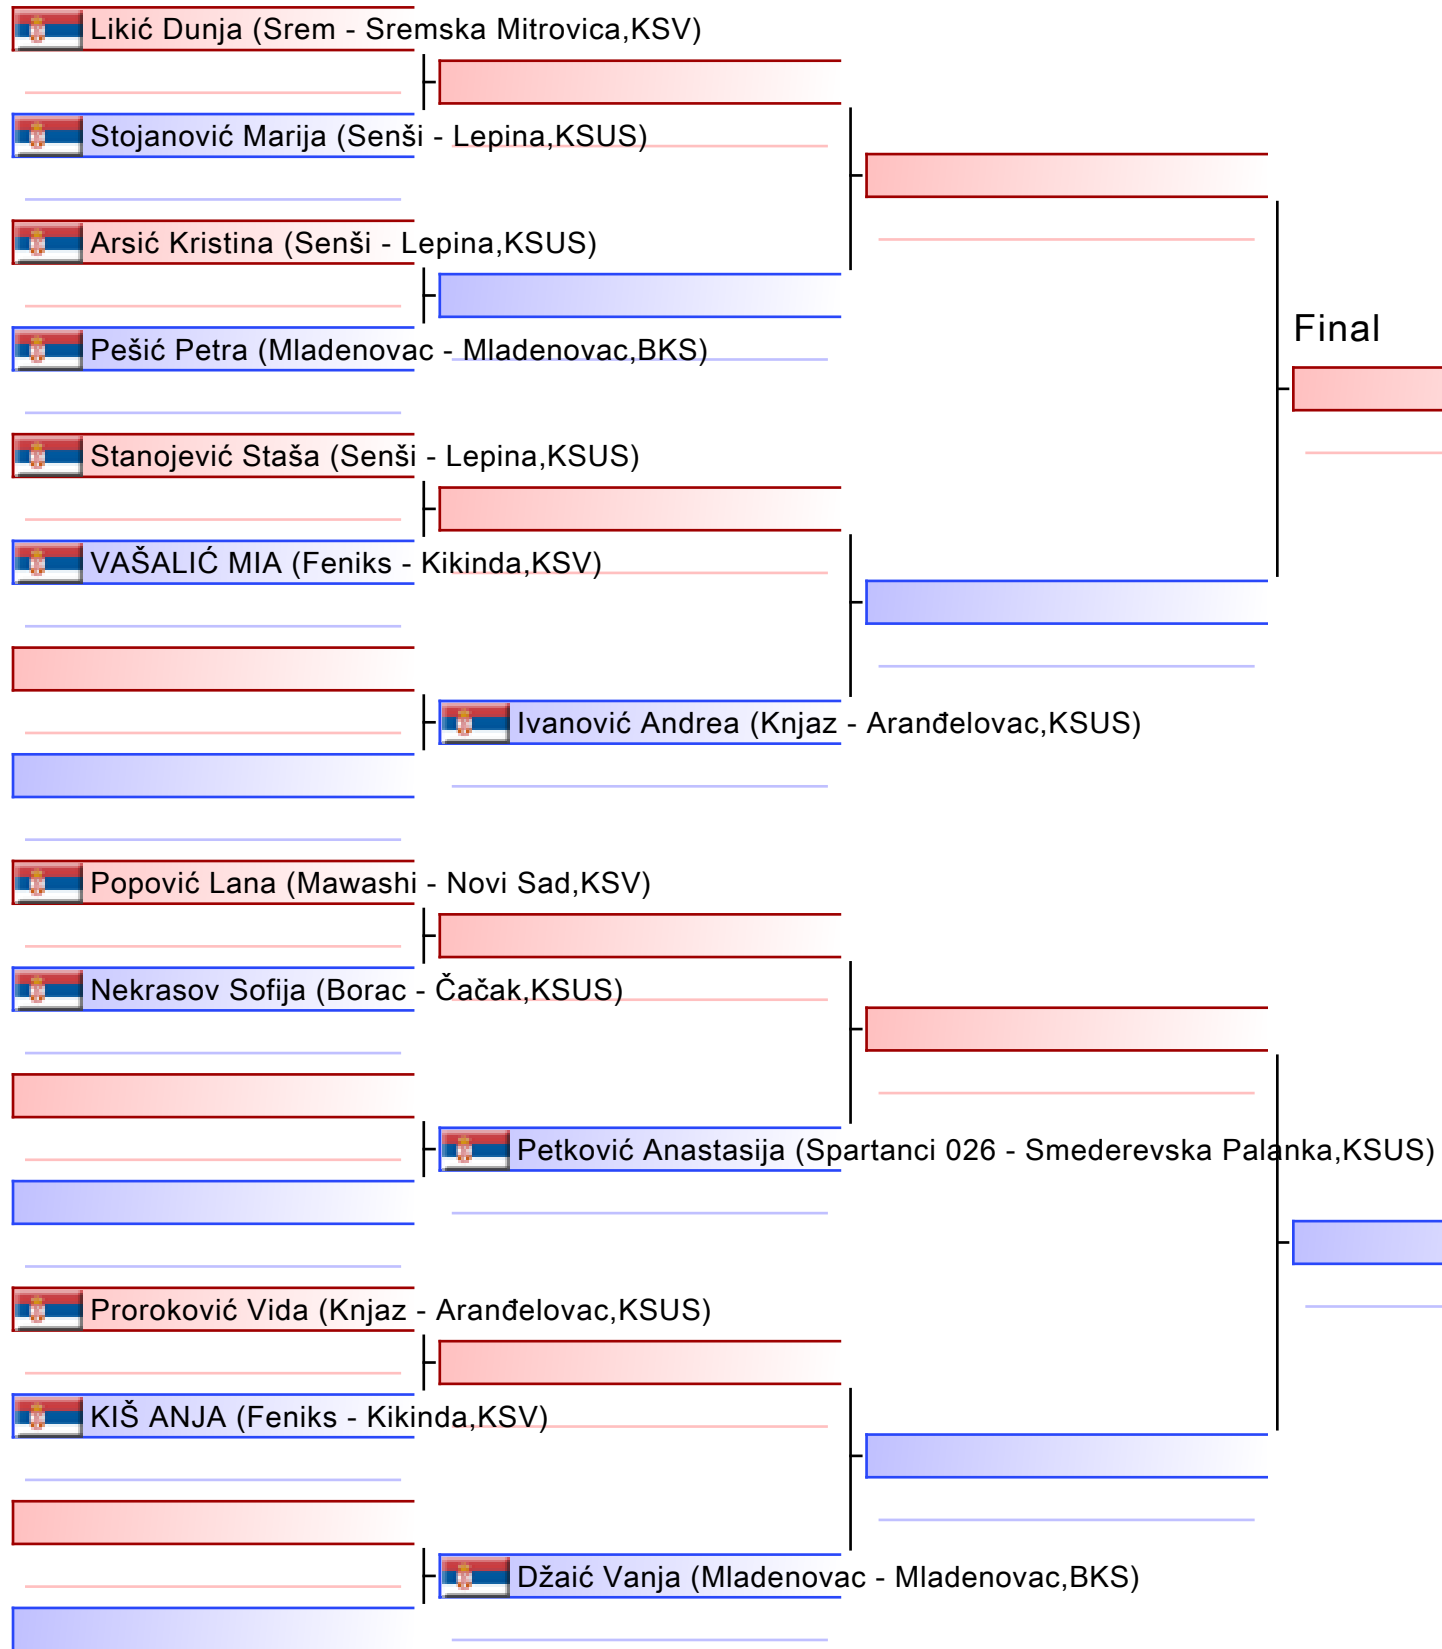 Likić Dunja (Srem - Sremska Mitrovica,KSV)
Stojanović Marija (Senši - Lepina,KSUS)
Arsić Kristina (Senši - Lepina,KSUS)
Final
Pešić Petra (Mladenovac - Mladenovac,BKS)
Stanojević Staša (Senši - Lepina,KSUS)
VAŠALIĆ MIA (Feniks - Kikinda,KSV)
Ivanović Andrea (Knjaz - Aranđelovac,KSUS)
Popović Lana (Mawashi - Novi Sad,KSV)
Nekrasov Sofija (Borac - Čačak,KSUS)
Petković Anastasija (Spartanci 026 - Smederevska Palanka,KSUS)
Proroković Vida (Knjaz - Aranđelovac,KSUS)
KIŠ ANJA (Feniks - Kikinda,KSV)
Džaić Vanja (Mladenovac - Mladenovac,BKS)